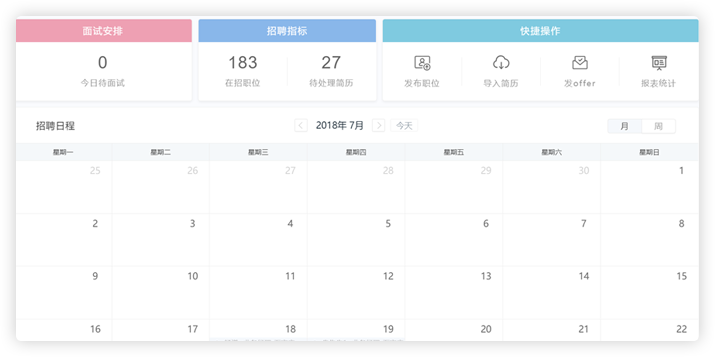 面试安排
招聘指标
快捷操作
0
183
27
今日待面试
在招职位
待处理简历
发布职位
导入简历
发offer
报表统计
招聘日程
2018年 7月
今天
月
周
星期一 星期二 星期三 星期四 星期五 星期六 星期日
25 26 27 28 29 30 1
2 3 4 5 6 7 8
9 10 11 12 13 14 15
16 17 18 19 20 21 22